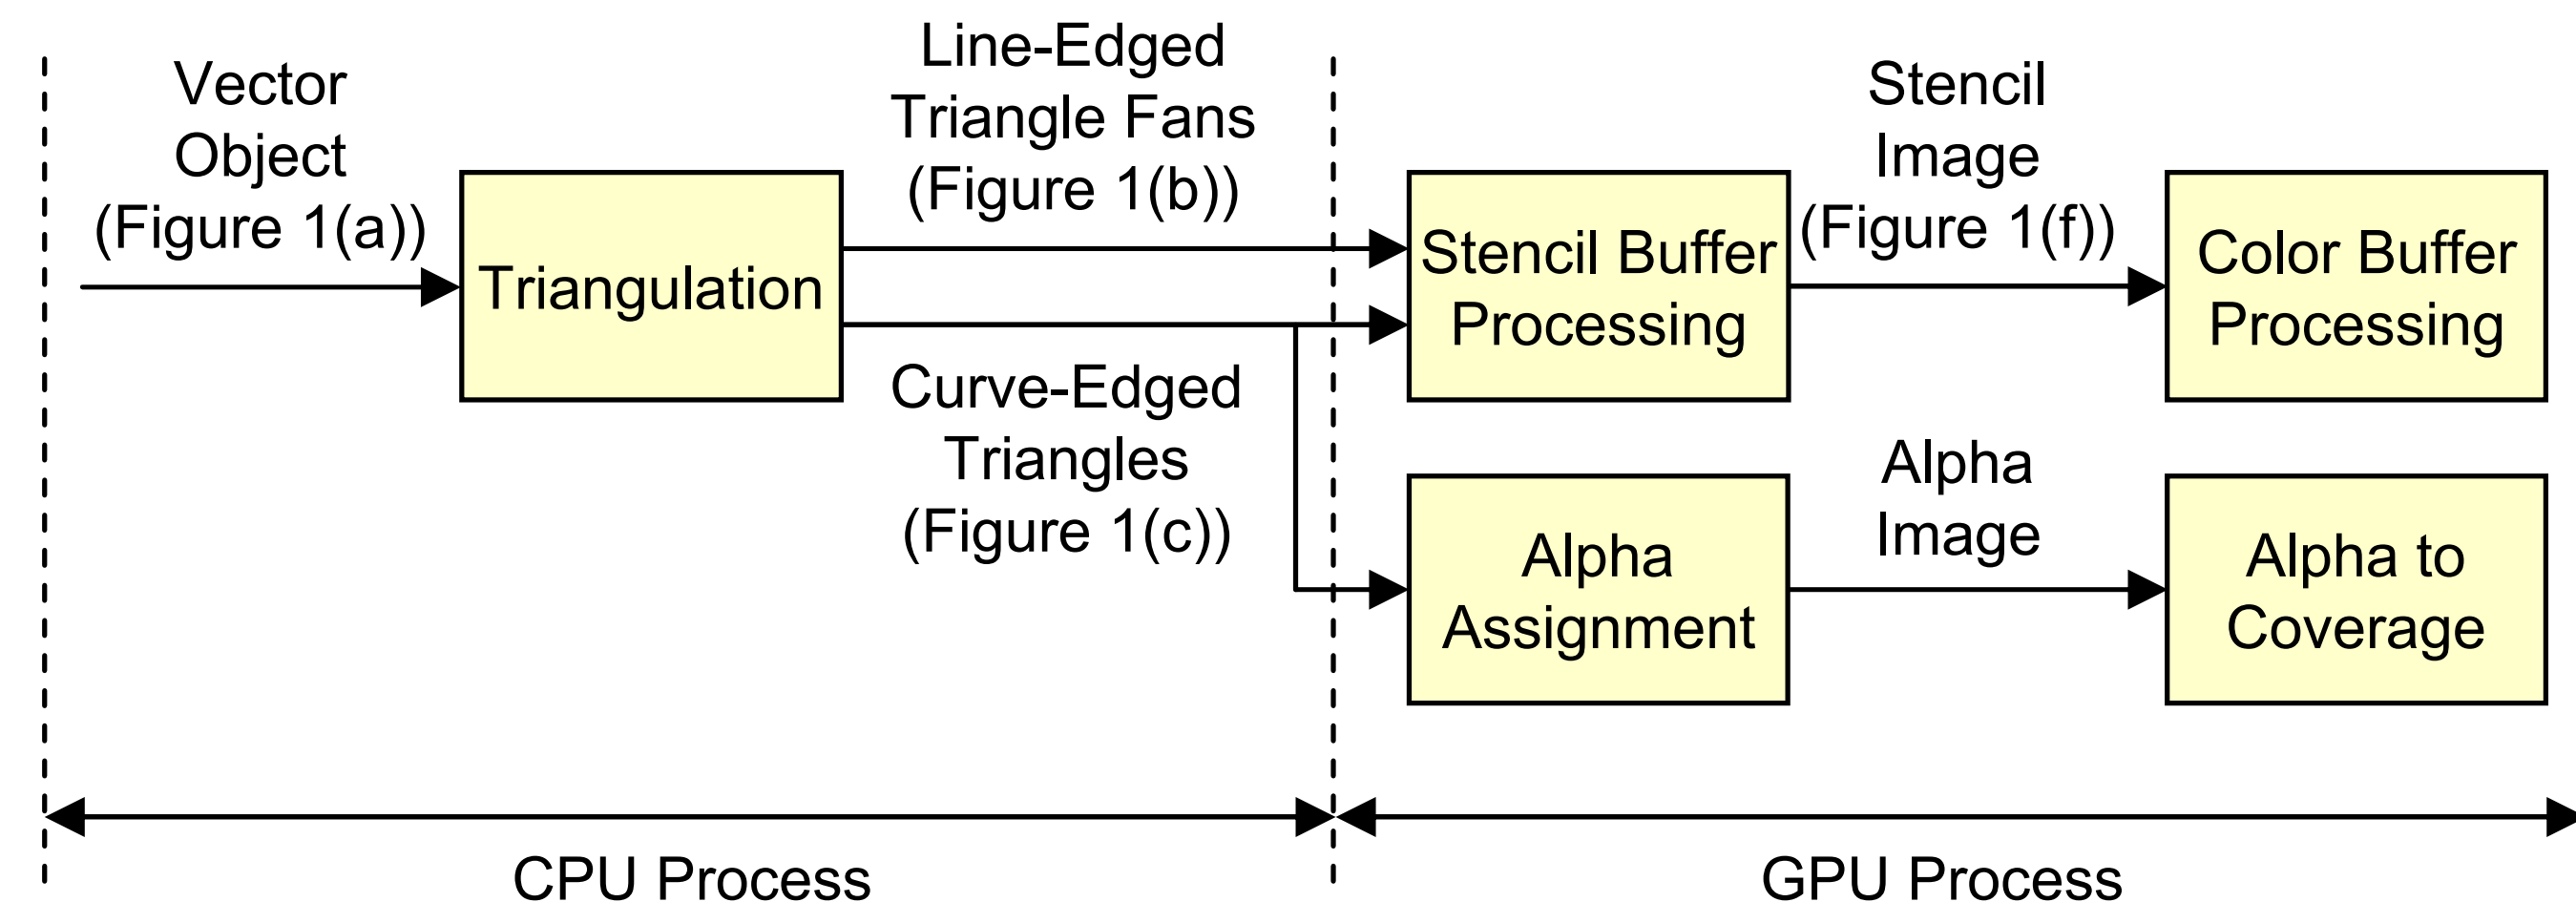 Vector
Object
(Figure 1(a))
Triangulation
Line-Edged
Triangle Fans
(Figure 1(b))
Curve-Edged
Triangles
(Figure 1(c))
Stencil Buffer
Processing
Stencil
Image
(Figure 1(f))
Color Buffer
Processing
Alpha
Assignment
Alpha
Image
Alpha to
Coverage
CPU Process
GPU Process